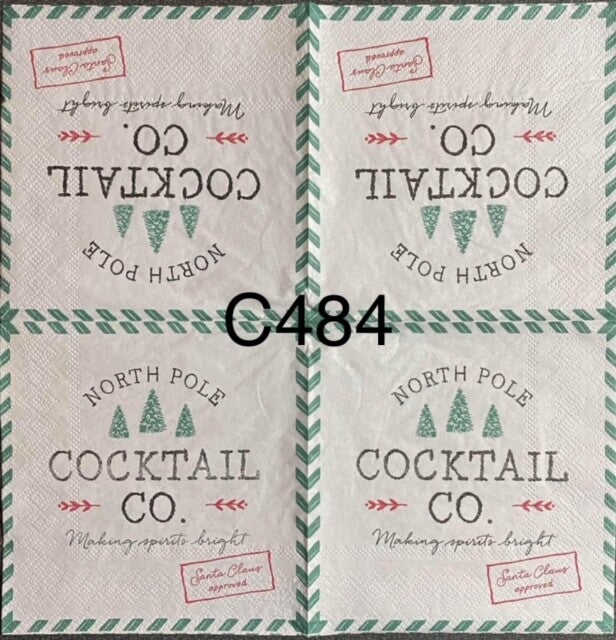 Santa Claus
approved
Making spirits bright
CO.
COCKTAIL
NORTH POLE
Santa Claus
approved
Making spirits bright
CO.
COCKTAIL
NORTH POLE
C484
NORTH POLE
COCKTAIL
CO.
Making spirits bright
Santa Claus
approved
NORTH POLE
COCKTAIL
CO.
Making spirits bright
Santa Claus
approved